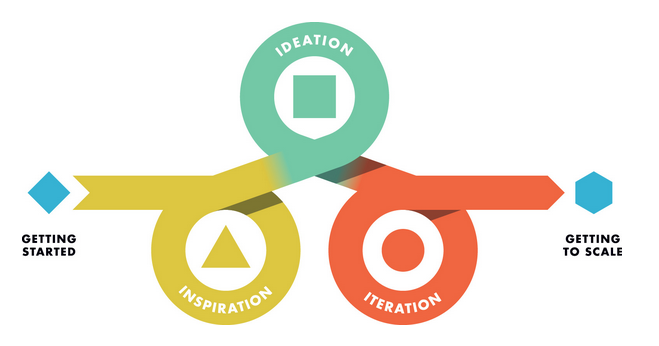 IDEATION
GETTING
STARTED
GETTING
TO SCALE
INSPIRATION
ITERATION